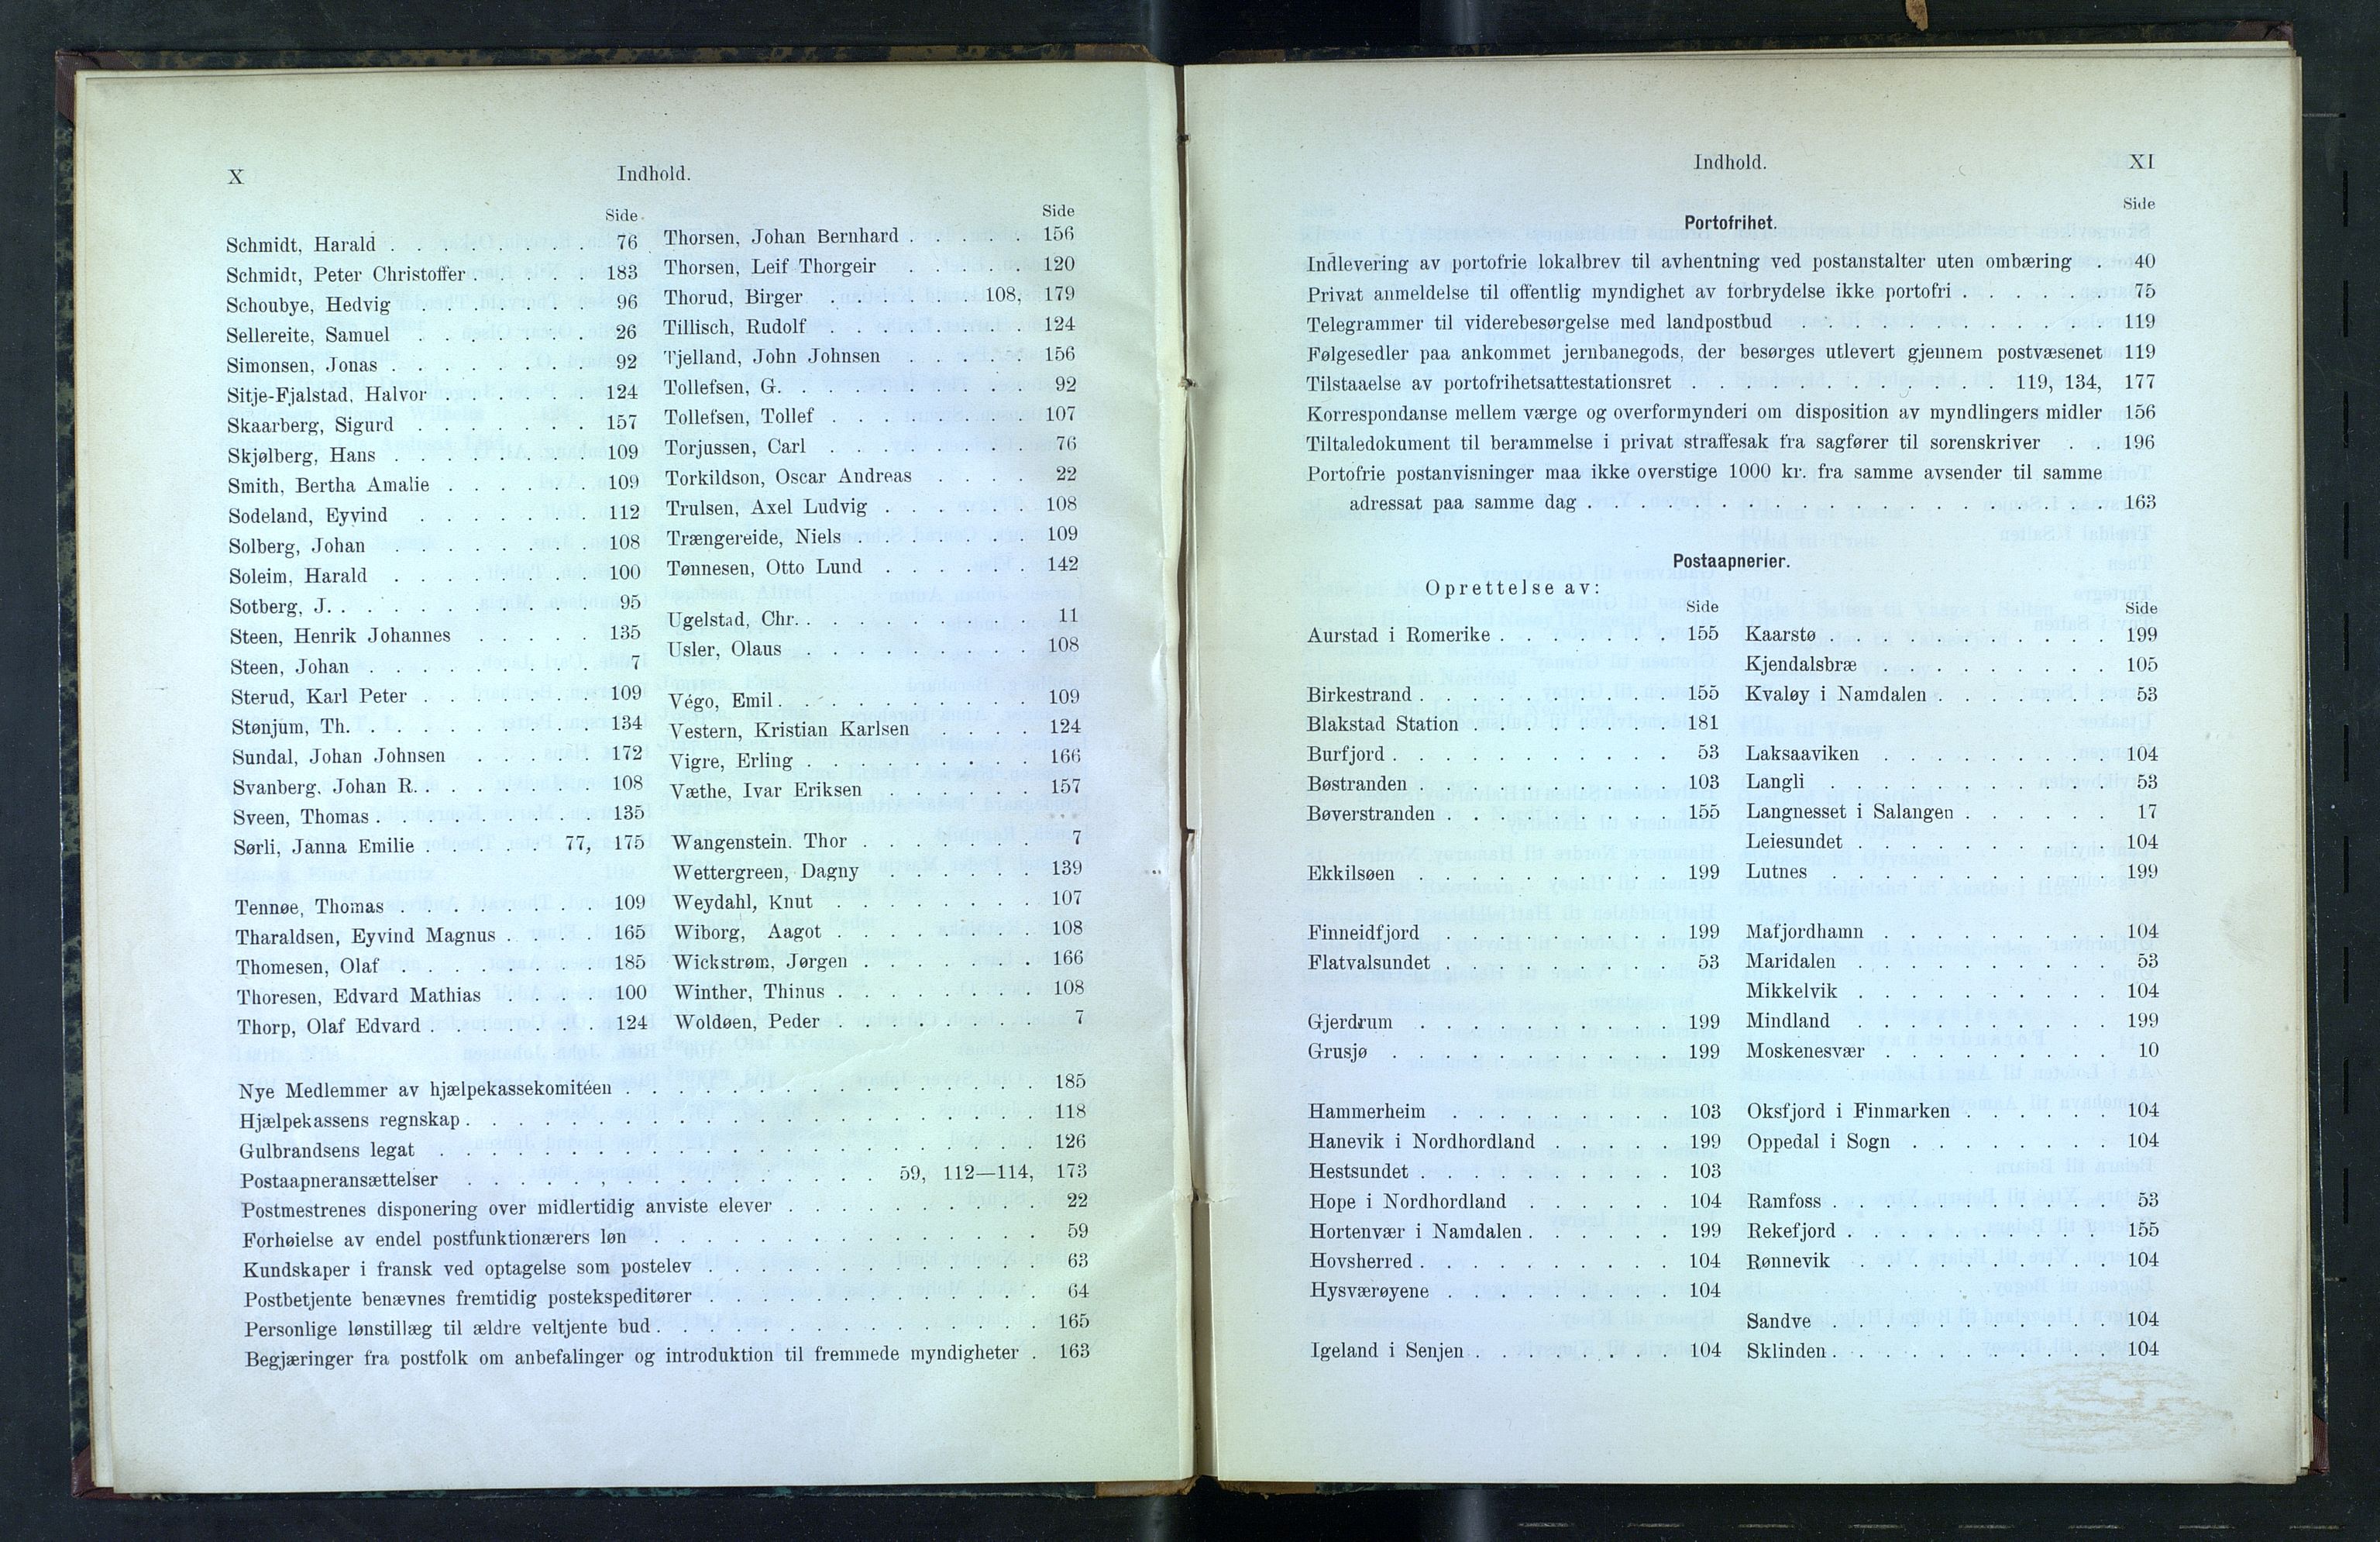 X
Indhold.
Side
Schmidt, Harald . . . . . . . . 76
Schmidt, Peter Christoffer . . . . . 183
Schoubye, Hedvig . . . . . . . 96
Sellereite, Samuel . . . . . . . 26
Simonsen, Jonas . . . . . . . . 92
Sitje-Fjalstad, Halvor . . . . . . 124
Skaarberg, Sigurd . . . . . . . 157
Skjølberg, Hans . . . . . . . . 109
Smith, Bertha Amalie . . . . . . 109
Sodeland, Eyvind . . . . . . . 112
Solberg, Johan . . . . . . . . 108
Soleim, Harald . . . . . . . . 100
Sotberg, J. . . . . . . . . . . 95
Steen, Henrik Johannes . . . . . 135
Steen, Johan . . . . . . . . . 7
Sterud, Karl Peter . . . . . . . 109
Stønjum, Th. . . . . . . . . . 134
Sundal, Johan Johnsen . . . . . 172
Svanberg, Johan R. . . . . . . . 108
Sveen, Thomas . . . . . . . . . 135
Sørli, Janna Emilie . . . . . 77, 175
Tennøe, Thomas . . . . . . . . 109
Tharaldsen, Eyvind Magnus . . . . 165
Thomesen, Olaf . . . . . . . . 185
Thoresen, Edvard Mathias . . . . 100
Thorp, Olaf Edvard . . . . . . . 124
Side
Thorsen, Johan Bernhard . . . . . 156
Thorsen, Leif Thorgeir . . . . . 120
Thorud, Birger . . . . . . 108, 179
Tillisch, Rudolf . . . . . . . . 124
Tjelland, John Johnsen . . . . . 156
Tollefsen, G. . . . . . . . . . 92
Tollefsen, Tollef . . . . . . . . 107
Torjussen, Carl . . . . . . . . 76
Torkildson, Oscar Andreas . . . . 22
Trulsen, Axel Ludvig . . . . . . 108
Trængereide, Niels . . . . . . . 109
Tønnesen, Otto Lund . . . . . . 142
Ugelstad, Chr. . . . . . . . . . 11
Usler, Olaus . . . . . . . . . 108
Végo, Emil . . . . . . . . . . 109
Vestern, Kristian Karlsen . . . . 124
Vigre, Erling . . . . . . . . . 166
Væthe, Ivar Eriksen . . . . . . 157
Wangenstein. Thor . . . . . . . 7
Wettergreen, Dagny . . . . . . 139
Weydahl, Knut . . . . . . . . 107
Wiborg, Aagot . . . . . . . . 108
Wickstrøm, Jørgen . . . . . . . 166
Winther, Thinus . . . . . . . . 108
Woldøen, Peder . . . . . . . . 7
Nye Medlemmer av hjælpekassekomitéen . . . . . . . . . . . . . . . . 185
Hjælpekassens regnskap . . . . . . . . . . . . . . . . . . . . . . 118
Gulbrandsens legat . . . . . . . . . . . . . . . . . . . . . . . 126
Postaapneransættelser . . . . . . . . . . . . . . . . 59, 112—114, 173
Postmestrenes disponering over midlertidig anviste elever . . . . . . . . . . 22
Forhøielse av endel postfunktionærers løn . . . . . . . . . . . . . . . 59
Kundskaper i fransk ved optagelse som postelev . . . . . . . . . . . . . 63
Postbetjente benævnes fremtidig postekspeditører . . . . . . . . . . . . . 64
Personlige lønstillæg til ældre veltjente bud . . . . . . . . . . . . . . . 165
Begjæringer fra postfolk om anbefalinger og introduktion til fremmede myndigheter . 163
Indhold.
XI
Side
Portofrihet.
Indlevering av portofrie lokalbrev til avhentning ved postanstalter uten ombæring . 40
Privat anmeldelse til offentlig myndighet av forbrydelse ikke portofri . . . . . . 75
Telegrammer til viderebesørgelse med landpostbud . . . . . . . . . . . . 119
Følgesedler paa ankommet jernbanegods, der besørges utlevert gjennem postvæsenet 119
Tilstaaelse av portofrihetsattestationsret . . . . . . . . . . . . 119, 134, 177
Korrespondanse mellem værge og overformynderi om disposition av myndlingers midler 156
Tiltaledokument til berammelse i privat straffesak fra sagfører til sorenskriver . . 196
Portofrie postanvisninger maa ikke overstige 1000 kr. fra samme avsender til samme
adressat paa samme dag . . . . . . . . . . . . . . . . . . . . 163
Postaapnerier.
Oprettelse av:
Side
Aurstad i Romerike . . . . . . . 155
Birkestrand . . . . . . . . . . 155
Blakstad Station . . . . . . . . 181
Burfjord . . . . . . . . . . . 53
Bøstranden . . . . . . . . . . 103
Bøverstranden . . . . . . . . . 155
Ekkilsøen . . . . . . . . . . 199
Finneidfjord . . . . . . . . . 199
Flatvalsundet . . . . . . . . . 53
Gjerdrum . . . . . . . . . . 199
Grusjø . . . . . . . . . . . 199
Hammerheim . . . . . . . . . 103
Hanevik i Nordhordland . . . . . 199
Hestsundet . . . . . . . . . . 103
Hope i Nordhordland . . . . . . 104
Hortenvær i Namdalen . . . . . . 199
Hovsherred . . . . . . . . . . 104
Hysværøyene . . . . . . . . . 104
Igeland i Senjen . . . . . . . . 104
Side
Kaarstø . . . . . . . . . . . 199
Kjendalsbræ . . . . . . . . . 105
Kvaløy i Namdalen . . . . . . . 53
Laksaaviken . . . . . . . . . 104
Langli . . . . . . . . . . . 53
Langnesset i Salangen . . . . . . 17
Leiesundet . . . . . . . . . . 104
Lutnes . . . . . . . . . . . 199
Mafjordhamn . . . . . . . . . 104
Maridalen . . . . . . . . . . 53
Mikkelvik . . . . . . . . . . 104
Mindland . . . . . . . . . . 199
Moskenesvær . . . . . . . . . 10
Oksfjord i Finmarken . . . . . . 104
Oppedal i Sogn . . . . . . . . 104
Ramfoss . . . . . . . . . . . 53
Rekefjord . . . . . . . . . . 155
Rønnevik . . . . . . . . . . 104
Sandve . . . . . . . . . . . 104
Sklinden . . . . . . . . . . . 104